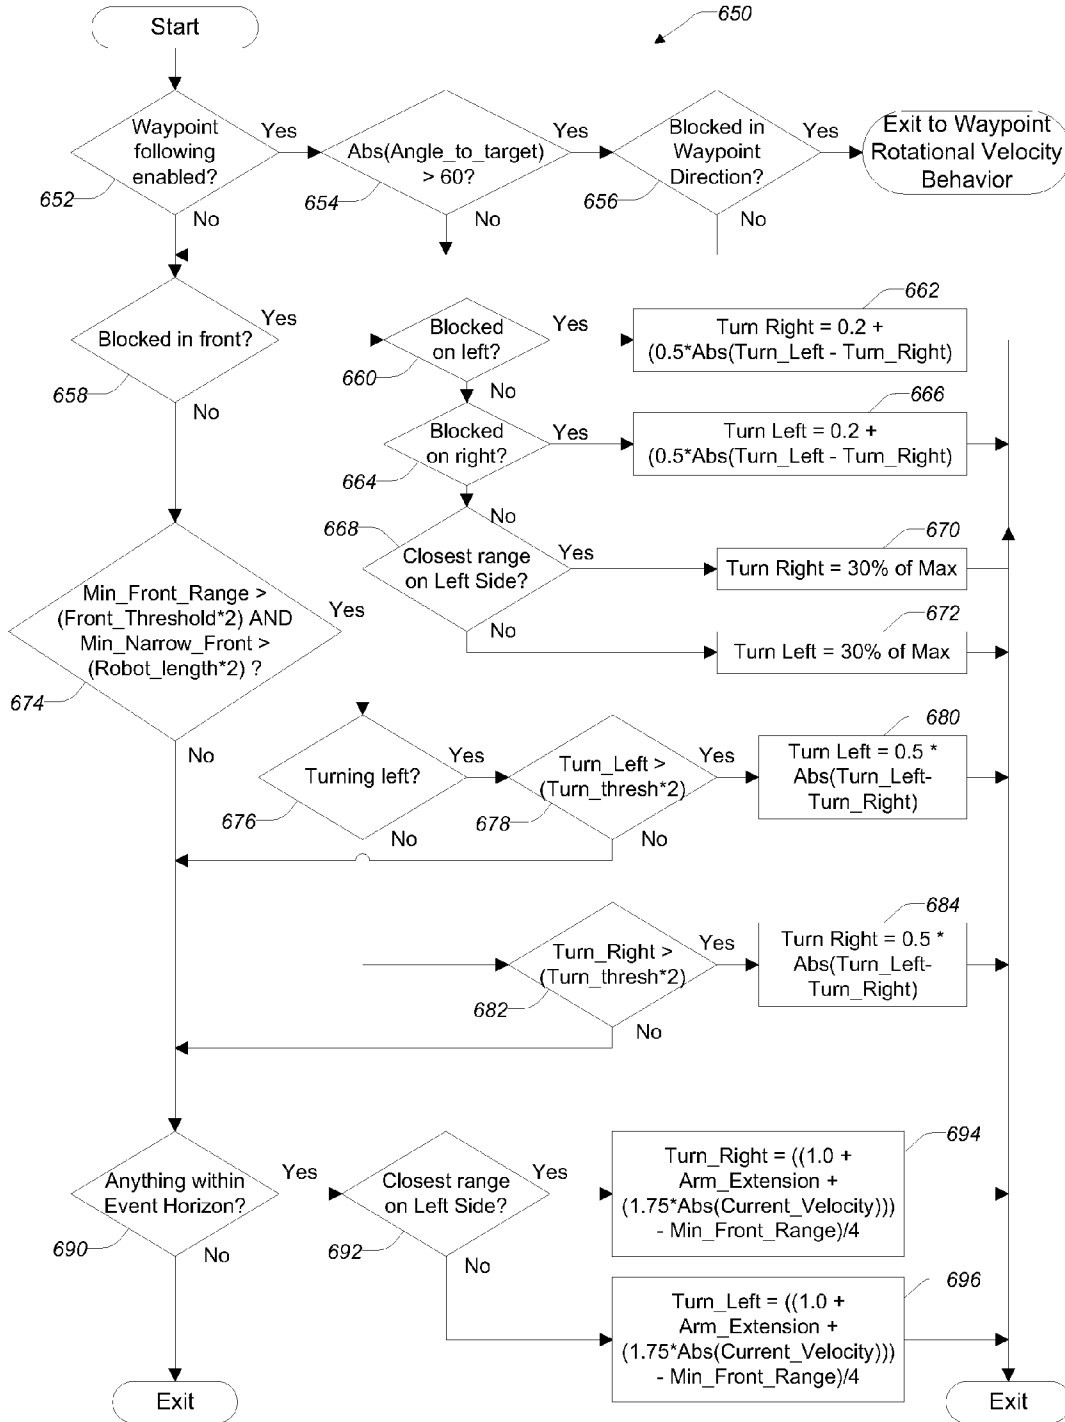 Start
650
Waypoint
following
enabled?
Yes
652
No
Abs(Angle_to_target)
> 60?
Yes
654
No
Blocked in
Waypoint
Direction?
Yes
656
No
Exit to Waypoint
Rotational Velocity
Behavior
Blocked in front?
Yes
658
No
Blocked
on left?
Yes
660
No
662
Turn Right = 0.2 +
(0.5*Abs(Turn_Left - Turn_Right)
Blocked
on right?
Yes
664
No
666
Turn Left = 0.2 +
(0.5*Abs(Turn_Left - Turn_Right)
668
Closest range
on Left Side?
Yes
No
670
Turn Right = 30% of Max
672
Turn Left = 30% of Max
Min_Front_Range >
(Front_Threshold*2) AND
Min_Narrow_Front >
(Robot_length*2) ?
Yes
674
No
Turning left?
Yes
676
No
Turn_Left >
(Turn_thresh*2)
Yes
678
No
680
Turn Left = 0.5 *
Abs(Turn_Left-
Turn_Right)
Turn_Right >
(Turn_thresh*2)
Yes
682
No
684
Turn Right = 0.5 *
Abs(Turn_Left-
Turn_Right)
Anything within
Event Horizon?
Yes
690
No
Closest range
on Left Side?
Yes
692
No
694
Turn_Right = ((1.0 +
Arm_Extension +
(1.75*Abs(Current_Velocity)))
- Min_Front_Range)/4
696
Turn_Left = ((1.0 +
Arm_Extension +
(1.75*Abs(Current_Velocity)))
- Min_Front_Range)/4
Exit
Exit